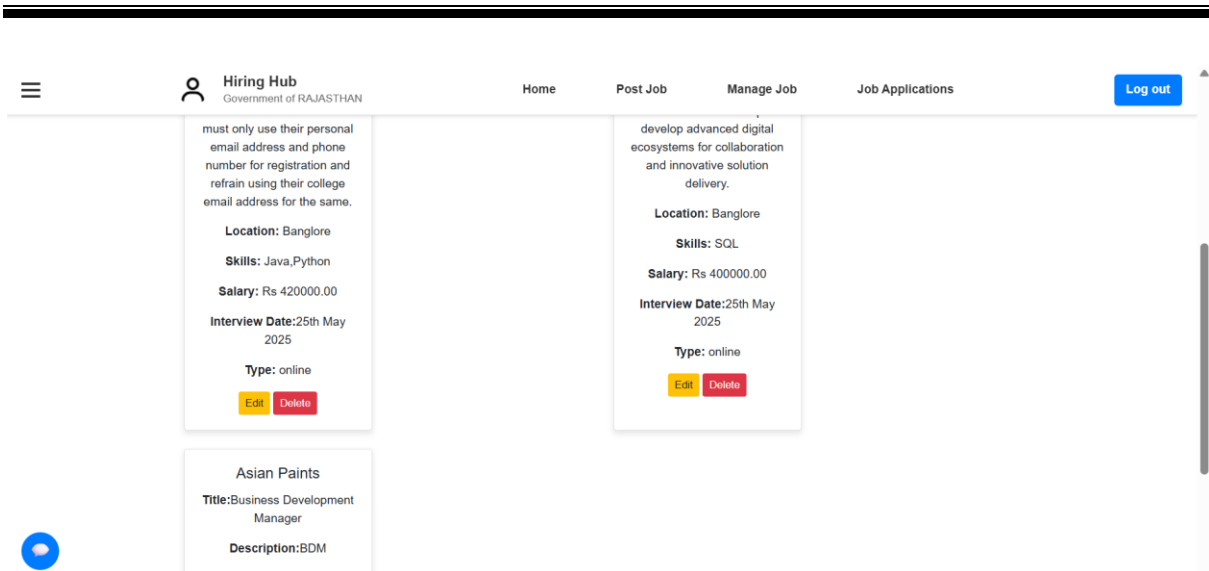 Hiring Hub
Government of RAJASTHAN
Home
Post Job
Manage Job
Job Applications
Log out
must only use their personal
email address and phone
number for registration and
refrain using their college
email address for the same.
Location: Banglore
Skills: Java,Python
Salary: Rs 420000.00
Interview Date:25th May
2025
Type: online
Edit
Delete
develop advanced digital
ecosystems for collaboration
and innovative solution
delivery.
Location: Banglore
Skills: SQL
Salary: Rs 400000.00
Interview Date:25th May
2025
Type: online
Edit
Delete
Asian Paints
Title:Business Development
Manager
Description:BDM